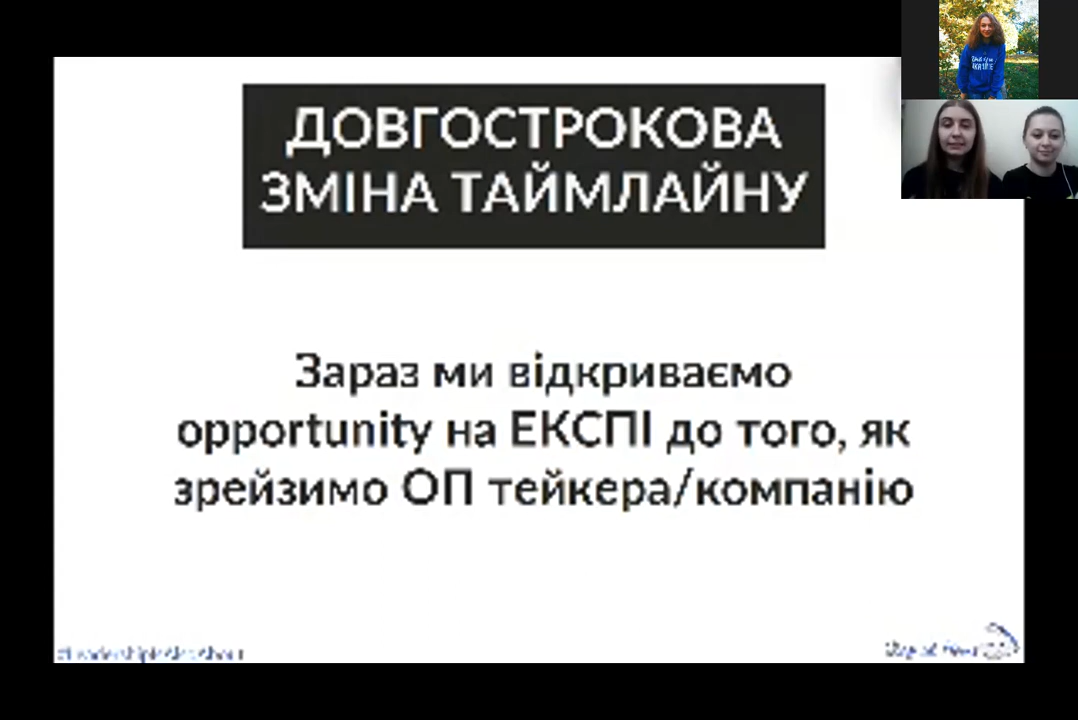 ДОВГОСТРОКОВА
ЗМІНА ТАЙМЛАЙНУ
Зараз ми відкриваємо
opportunity на ЕКСПІ до того, як
зрейзимо ОП тейкера/компанію